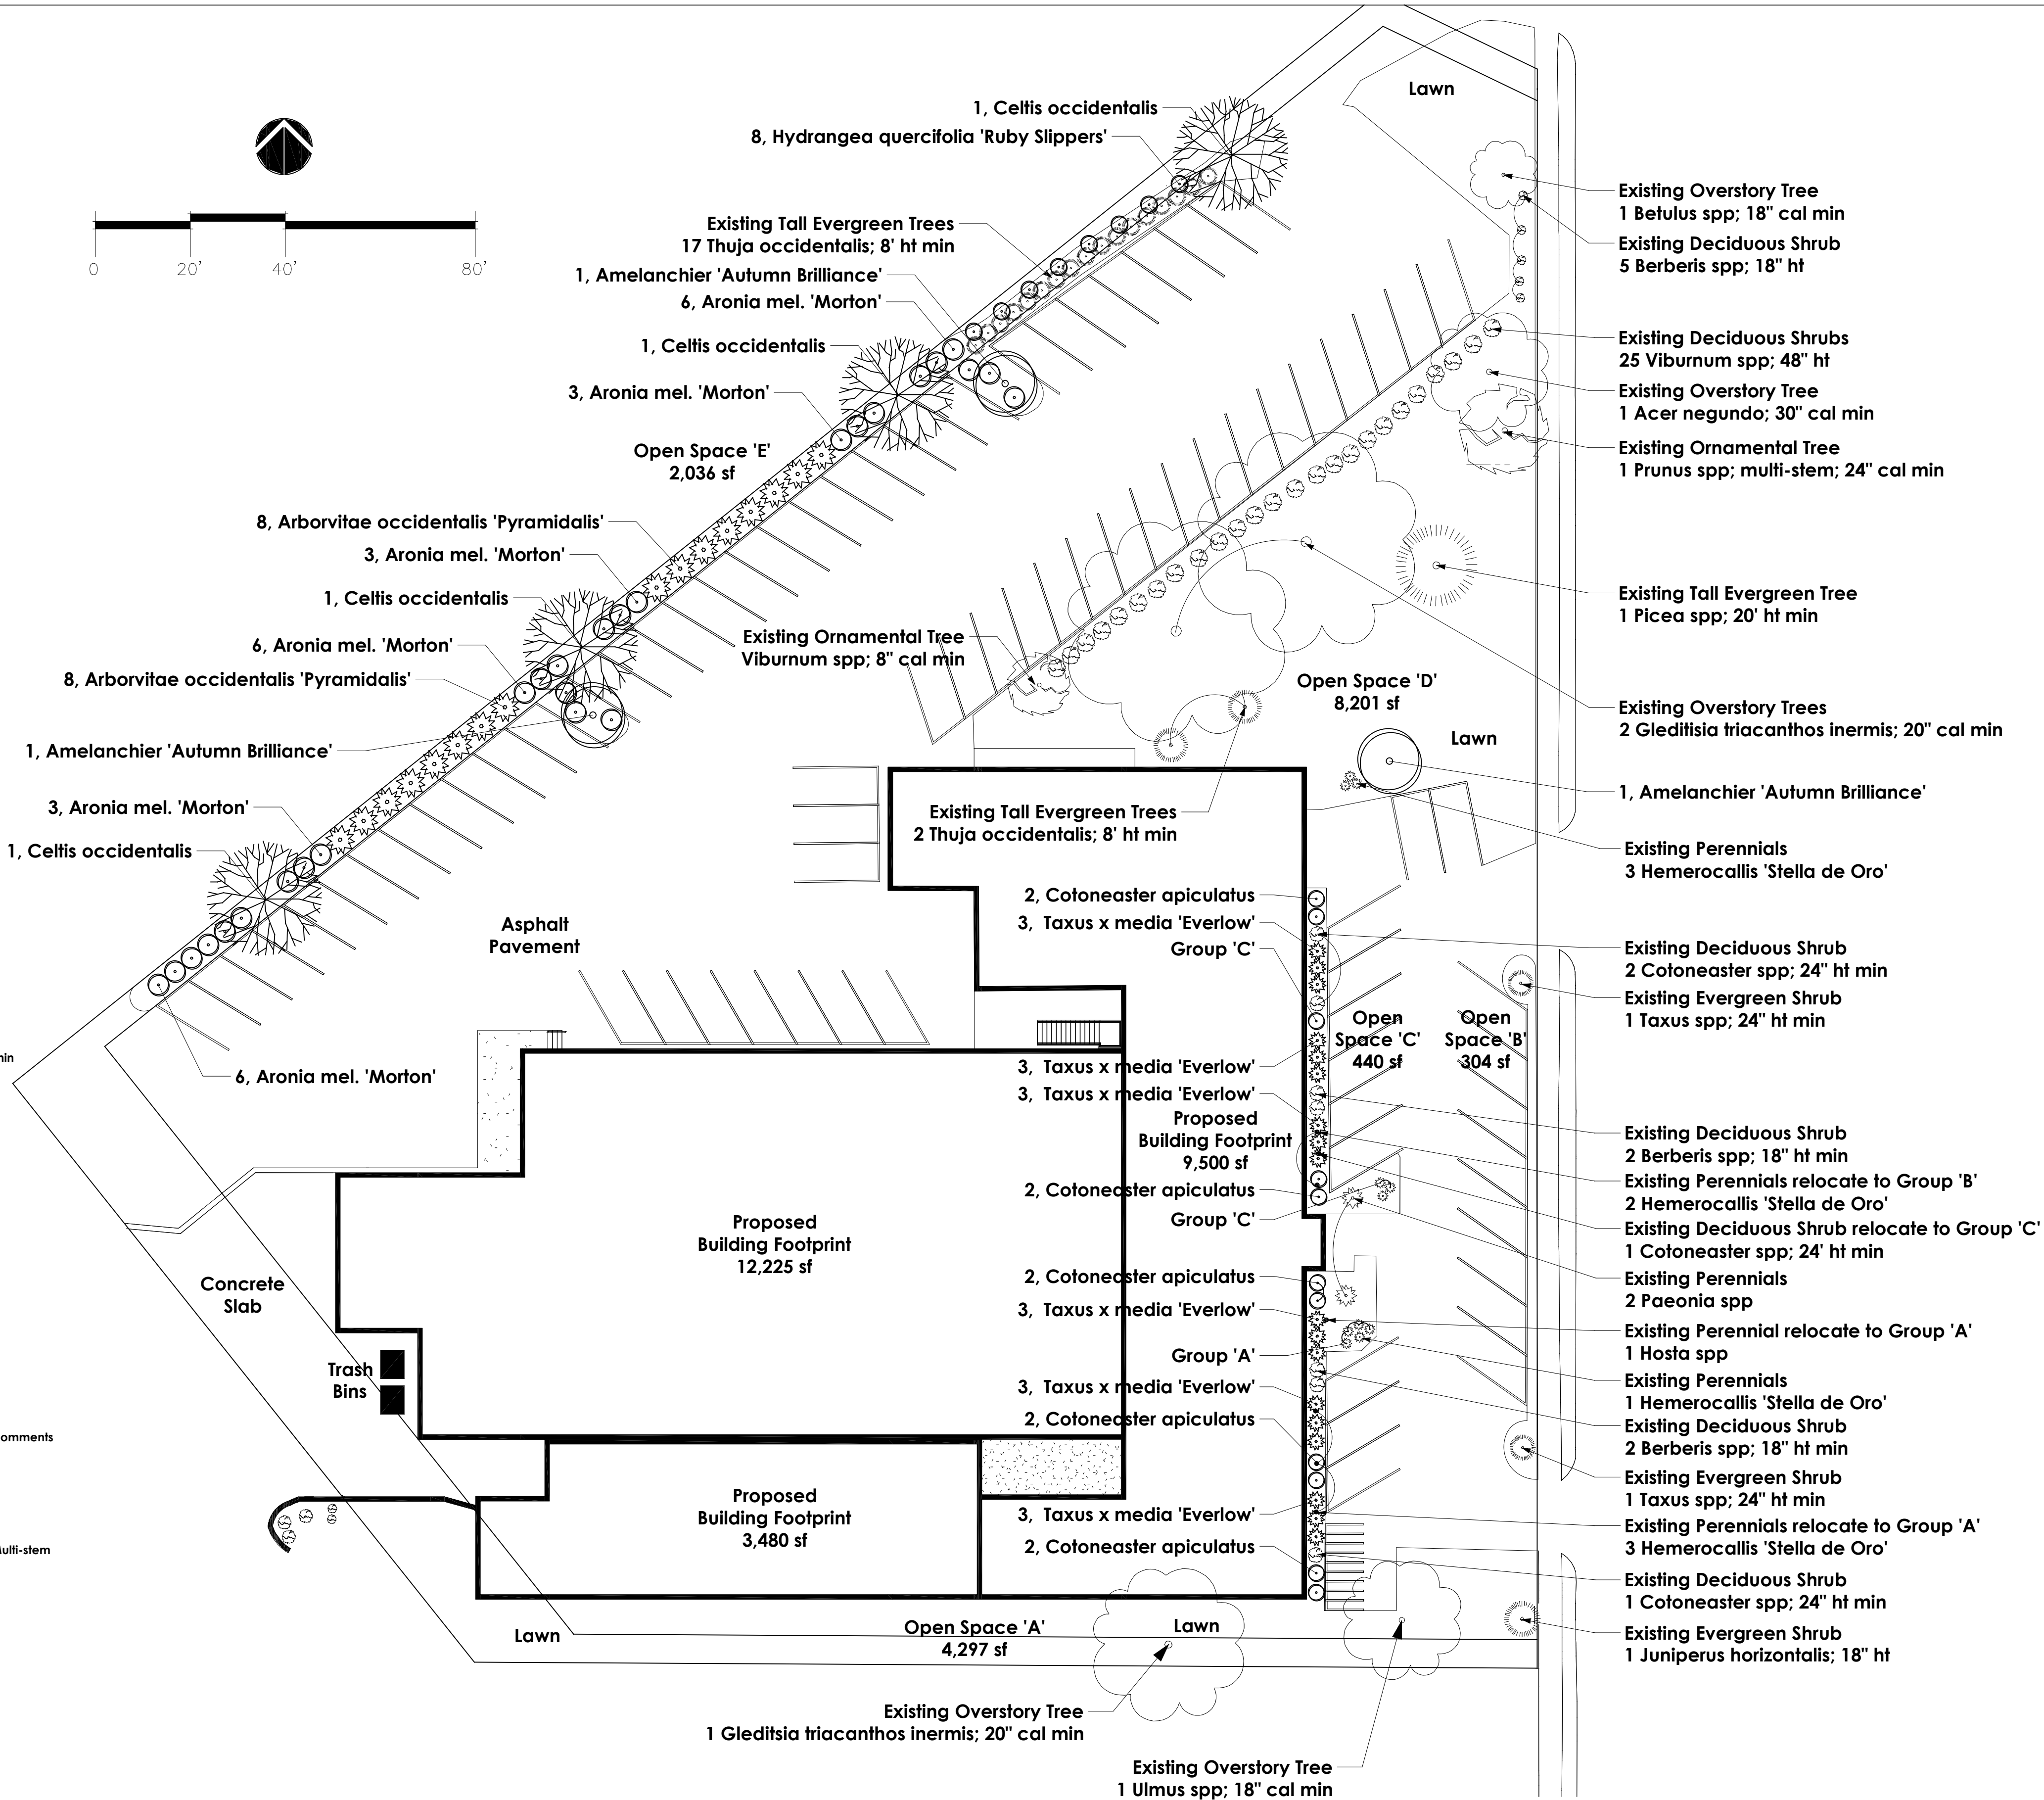 Lawn
1, Celtis occidentalis
8, Hydrangea quercifolia 'Ruby Slippers'
Existing Tall Evergreen Trees
17 Thuja occidentalis; 8' ht min
1, Amelanchier 'Autumn Brilliance'
6, Aronia mel. 'Morton'
1, Celtis occidentalis
3, Aronia mel. 'Morton'
Open Space 'E'
2,036 sf
0
20'
40'
80'
8, Arborvitae occidentalis 'Pyramidalis'
3, Aronia mel. 'Morton'
1, Celtis occidentalis
6, Aronia mel. 'Morton'
8, Arborvitae occidentalis 'Pyramidalis'
1, Amelanchier 'Autumn Brilliance'
3, Aronia mel. 'Morton'
1, Celtis occidentalis
6, Aronia mel. 'Morton'
Asphalt
Pavement
Existing Ornamental Tree
Viburnum spp; 8" cal min
Open Space 'D'
8,201 sf
Lawn
Existing Tall Evergreen Trees
2 Thuja occidentalis; 8' ht min
2, Cotoneaster apiculatus
3, Taxus x media 'Everlow'
Group 'C'
Open
Space 'C'
440 sf
Open
Space 'B'
304 sf
3, Taxus x media 'Everlow'
3, Taxus x media 'Everlow'
Proposed
Building Footprint
9,500 sf
2, Cotoneaster apiculatus
Group 'C'
2, Cotoneaster apiculatus
3, Taxus x media 'Everlow'
Group 'A'
3, Taxus x media 'Everlow'
2, Cotoneaster apiculatus
3, Taxus x media 'Everlow'
2, Cotoneaster apiculatus
Proposed
Building Footprint
12,225 sf
Concrete
Slab
Trash
Bins
Proposed
Building Footprint
3,480 sf
Lawn
Open Space 'A'
4,297 sf
Lawn
Existing Overstory Tree
1 Gleditsia triacanthos inermis; 20" cal min
Existing Overstory Tree
1 Ulmus spp; 18" cal min
Existing Overstory Tree
1 Betulus spp; 18" cal min
Existing Deciduous Shrub
5 Berberis spp; 18" ht
Existing Deciduous Shrubs
25 Viburnum spp; 48" ht
Existing Overstory Tree
1 Acer negundo; 30" cal min
Existing Ornamental Tree
1 Prunus spp; multi-stem; 24" cal min
Existing Tall Evergreen Tree
1 Picea spp; 20' ht min
Existing Overstory Trees
2 Gleditisia triacanthos inermis; 20" cal min
1, Amelanchier 'Autumn Brilliance'
Existing Perennials
3 Hemerocallis 'Stella de Oro'
Existing Deciduous Shrub
2 Cotoneaster spp; 24" ht min
Existing Evergreen Shrub
1 Taxus spp; 24" ht min
Existing Deciduous Shrub
2 Berberis spp; 18" ht min
Existing Perennials relocate to Group 'B'
2 Hemerocallis 'Stella de Oro'
Existing Deciduous Shrub relocate to Group 'C'
1 Cotoneaster spp; 24' ht min
Existing Perennials
2 Paeonia spp
Existing Perennial relocate to Group 'A'
1 Hosta spp
Existing Perennials
1 Hemerocallis 'Stella de Oro'
Existing Deciduous Shrub
2 Berberis spp; 18" ht min
Existing Evergreen Shrub
1 Taxus spp; 24" ht min
Existing Perennials relocate to Group 'A'
3 Hemerocallis 'Stella de Oro'
Existing Deciduous Shrub
1 Cotoneaster spp; 24" ht min
Existing Evergreen Shrub
1 Juniperus horizontalis; 18" ht